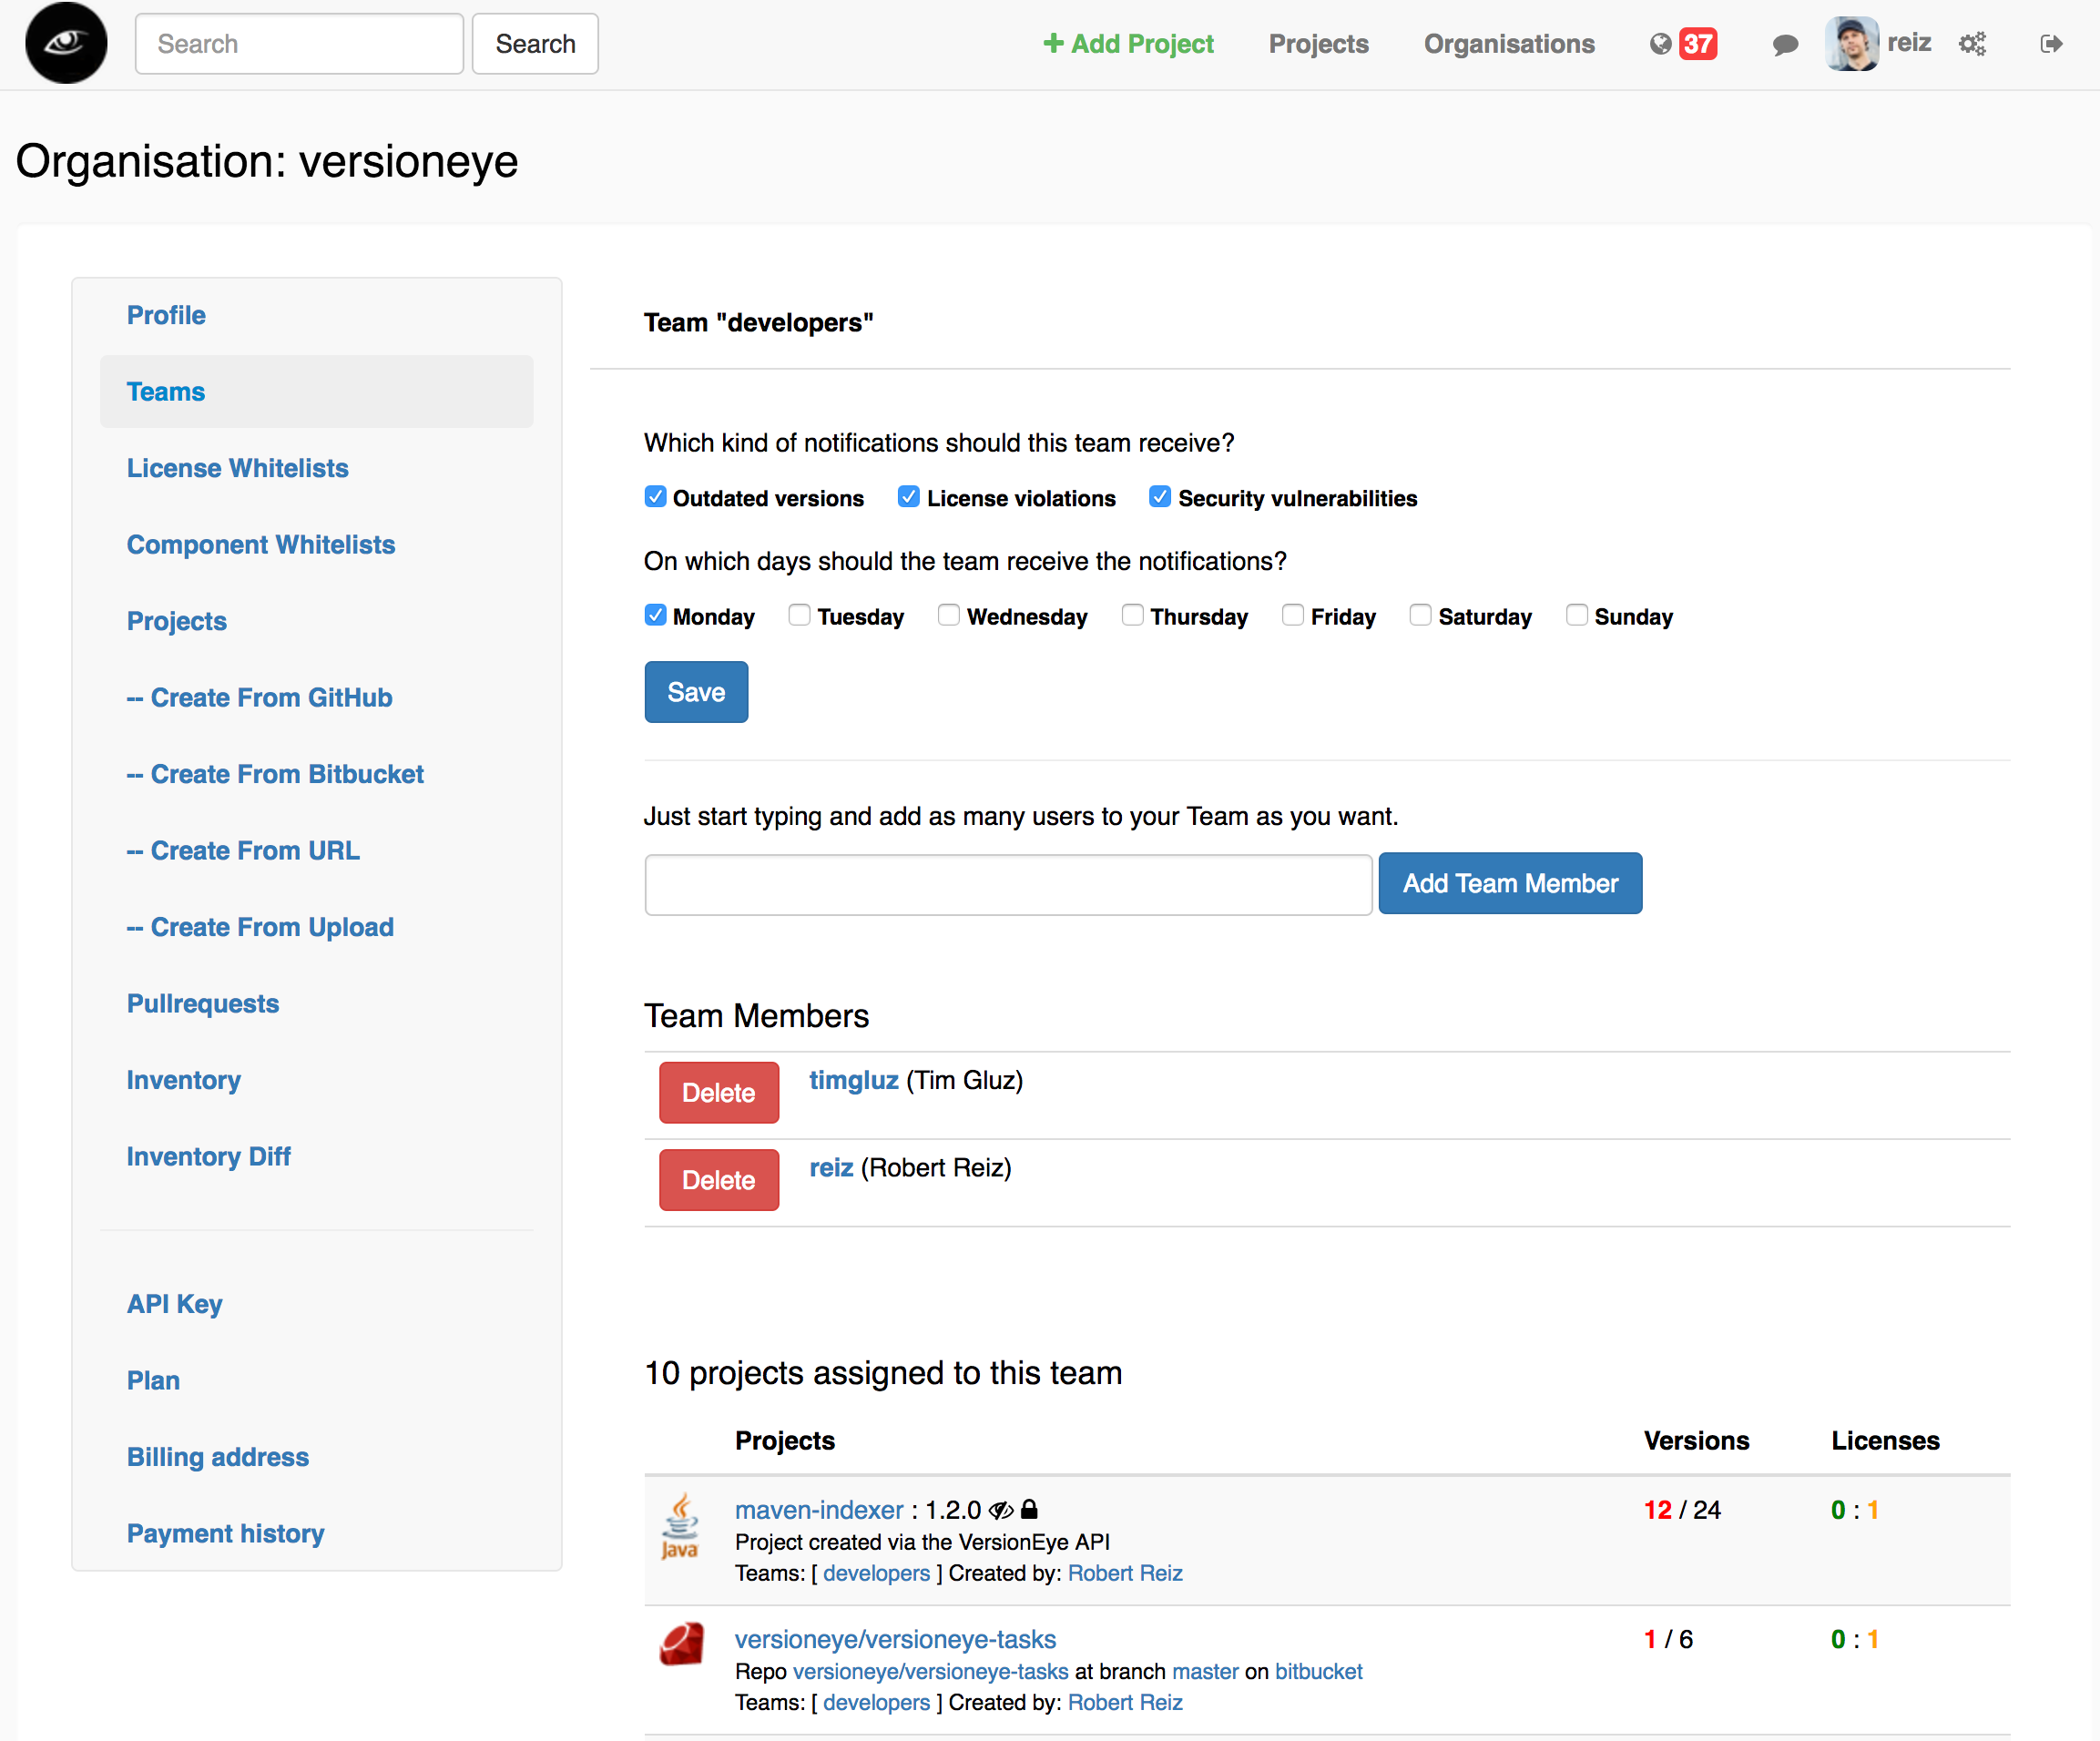 Search Search + Add Project Projects Organisations 37 reiz
Organisation: versioneye
Profile
Teams
License Whitelists
Component Whitelists
Projects
-- Create From GitHub
-- Create From Bitbucket
-- Create From URL
-- Create From Upload
Pullrequests
Inventory
Inventory Diff
API Key
Plan
Billing address
Payment history
Team "developers"
Which kind of notifications should this team receive?
Outdated versions License violations Security vulnerabilities
On which days should the team receive the notifications?
Monday Tuesday Wednesday Thursday Friday Saturday Sunday
Save
Just start typing and add as many users to your Team as you want.
Add Team Member
Team Members
Delete timgluz (Tim Gluz)
Delete reiz (Robert Reiz)
10 projects assigned to this team
Projects Versions Licenses
Java
maven-indexer : 1.2.0 12 / 24 0 : 1
Project created via the VersionEye API
Teams: [ developers ] Created by: Robert Reiz
versioneye/versioneye-tasks 1 / 6 0 : 1
Repo versioneye/versioneye-tasks at branch master on bitbucket
Teams: [ developers ] Created by: Robert Reiz